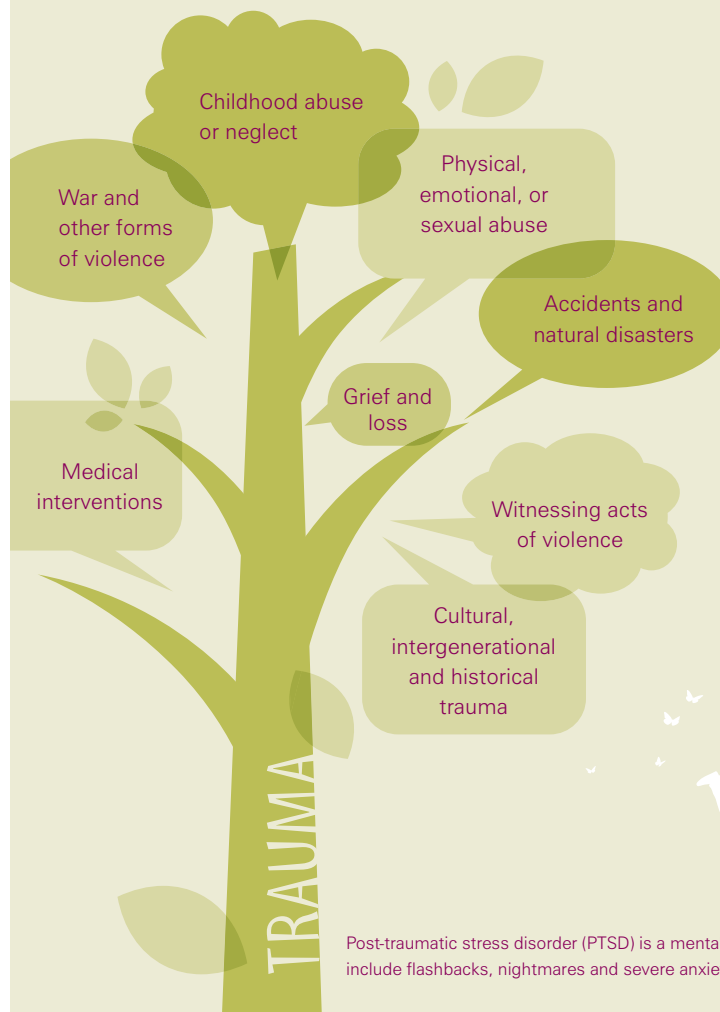 Childhood abuse
or neglect
War and
other forms
of violence
Physical,
emotional, or
sexual abuse
Accidents and
natural disasters
Grief and
loss
Medical
interventions
Witnessing acts
of violence
Cultural,
intergenerational
and historical
trauma
TRAUMA
Post-traumatic stress disorder (PTSD) is a menta
include flashbacks, nightmares and severe anxie